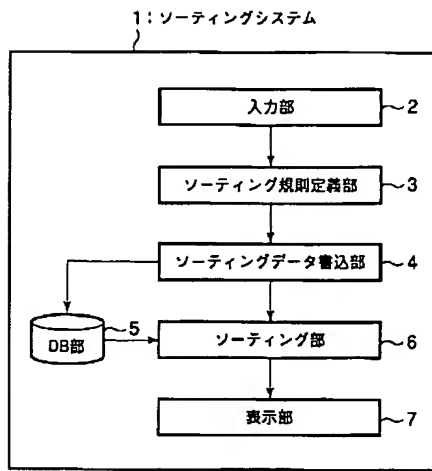 1:ソーティングシステム
入力部 2
ソーティング規則定義部 3
ソーティングデータ書込部 4
DB部 5
ソーティング部 6
表示部 7